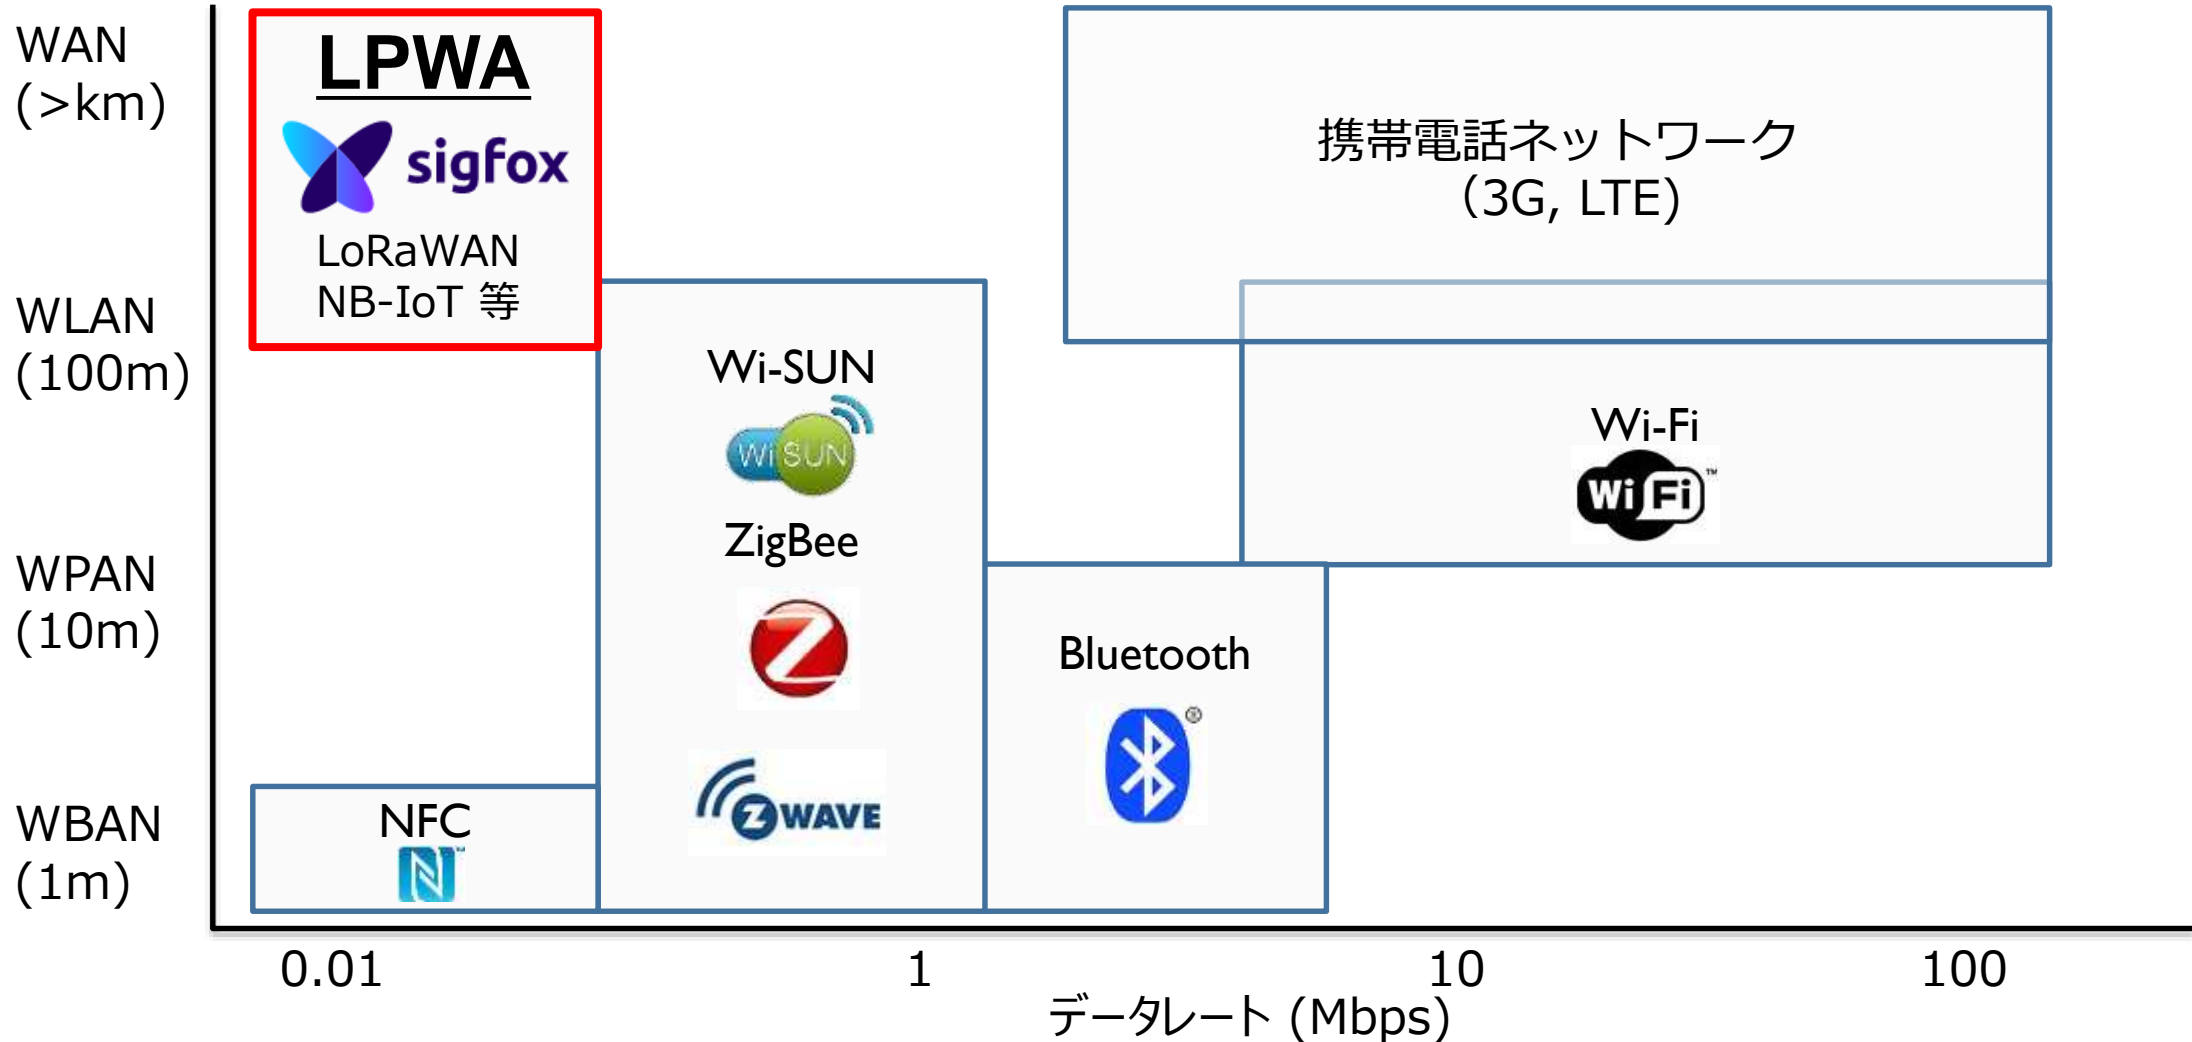 WAN
(>km)
WLAN
(100m)
WPAN
(10m)
WBAN
(1m)
LPWA
sigfox
LoRaWAN
NB-IoT 等
携帯電話ネットワーク
（3G, LTE)
Wi-SUN
Wi SUN
ZigBee
Z
Z WAVE
Wi-Fi
Wi Fi ™
Bluetooth
®
NFC
N
0.01
1
10
100
データレート (Mbps)